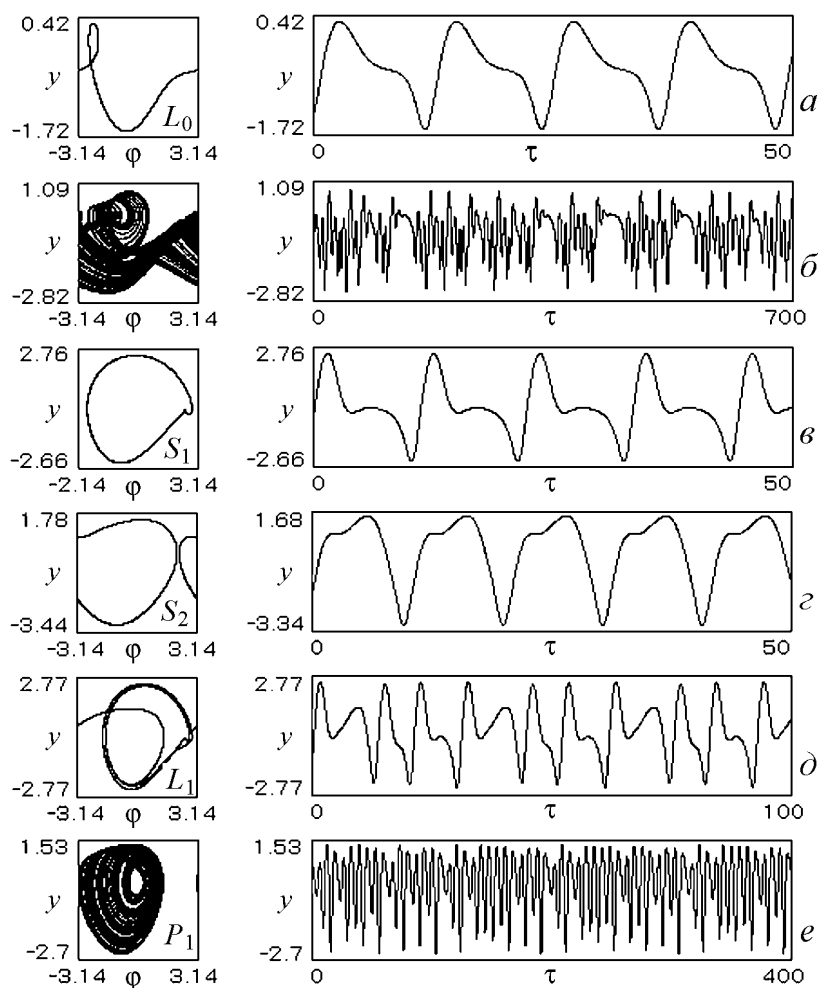 0.42
y
L0
-1.72
-3.14 φ 3.14
0.42
y
-1.72
0 τ 50
а
1.09
y
-2.82
-3.14 φ 3.14
1.09
y
-2.82
0 τ 700
б
2.76
y
S1
-2.66
-2.14 φ 3.14
2.76
y
-2.66
0 τ 50
в
1.78
y
S2
-3.44
-3.14 φ 3.14
1.68
y
-3.34
0 τ 50
г
2.77
y
L1
-2.77
-3.14 φ 3.14
2.77
y
-2.77
0 τ 100
д
1.53
y
P1
-2.7
-3.14 φ 3.14
1.53
y
-2.7
0 τ 400
е